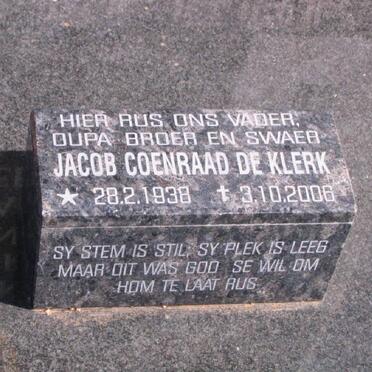 HIER RUS ONS VADER,
OUPA BROER EN SWAER
JACOB COENRAAD DE KLERK
★ 28.2.1938 ✝ 3.10.2006
SY STEM IS STIL, SY PLEK IS LEEG
MAAR DIT WAS GOD SE WIL OM
HOM TE LAAT RUS